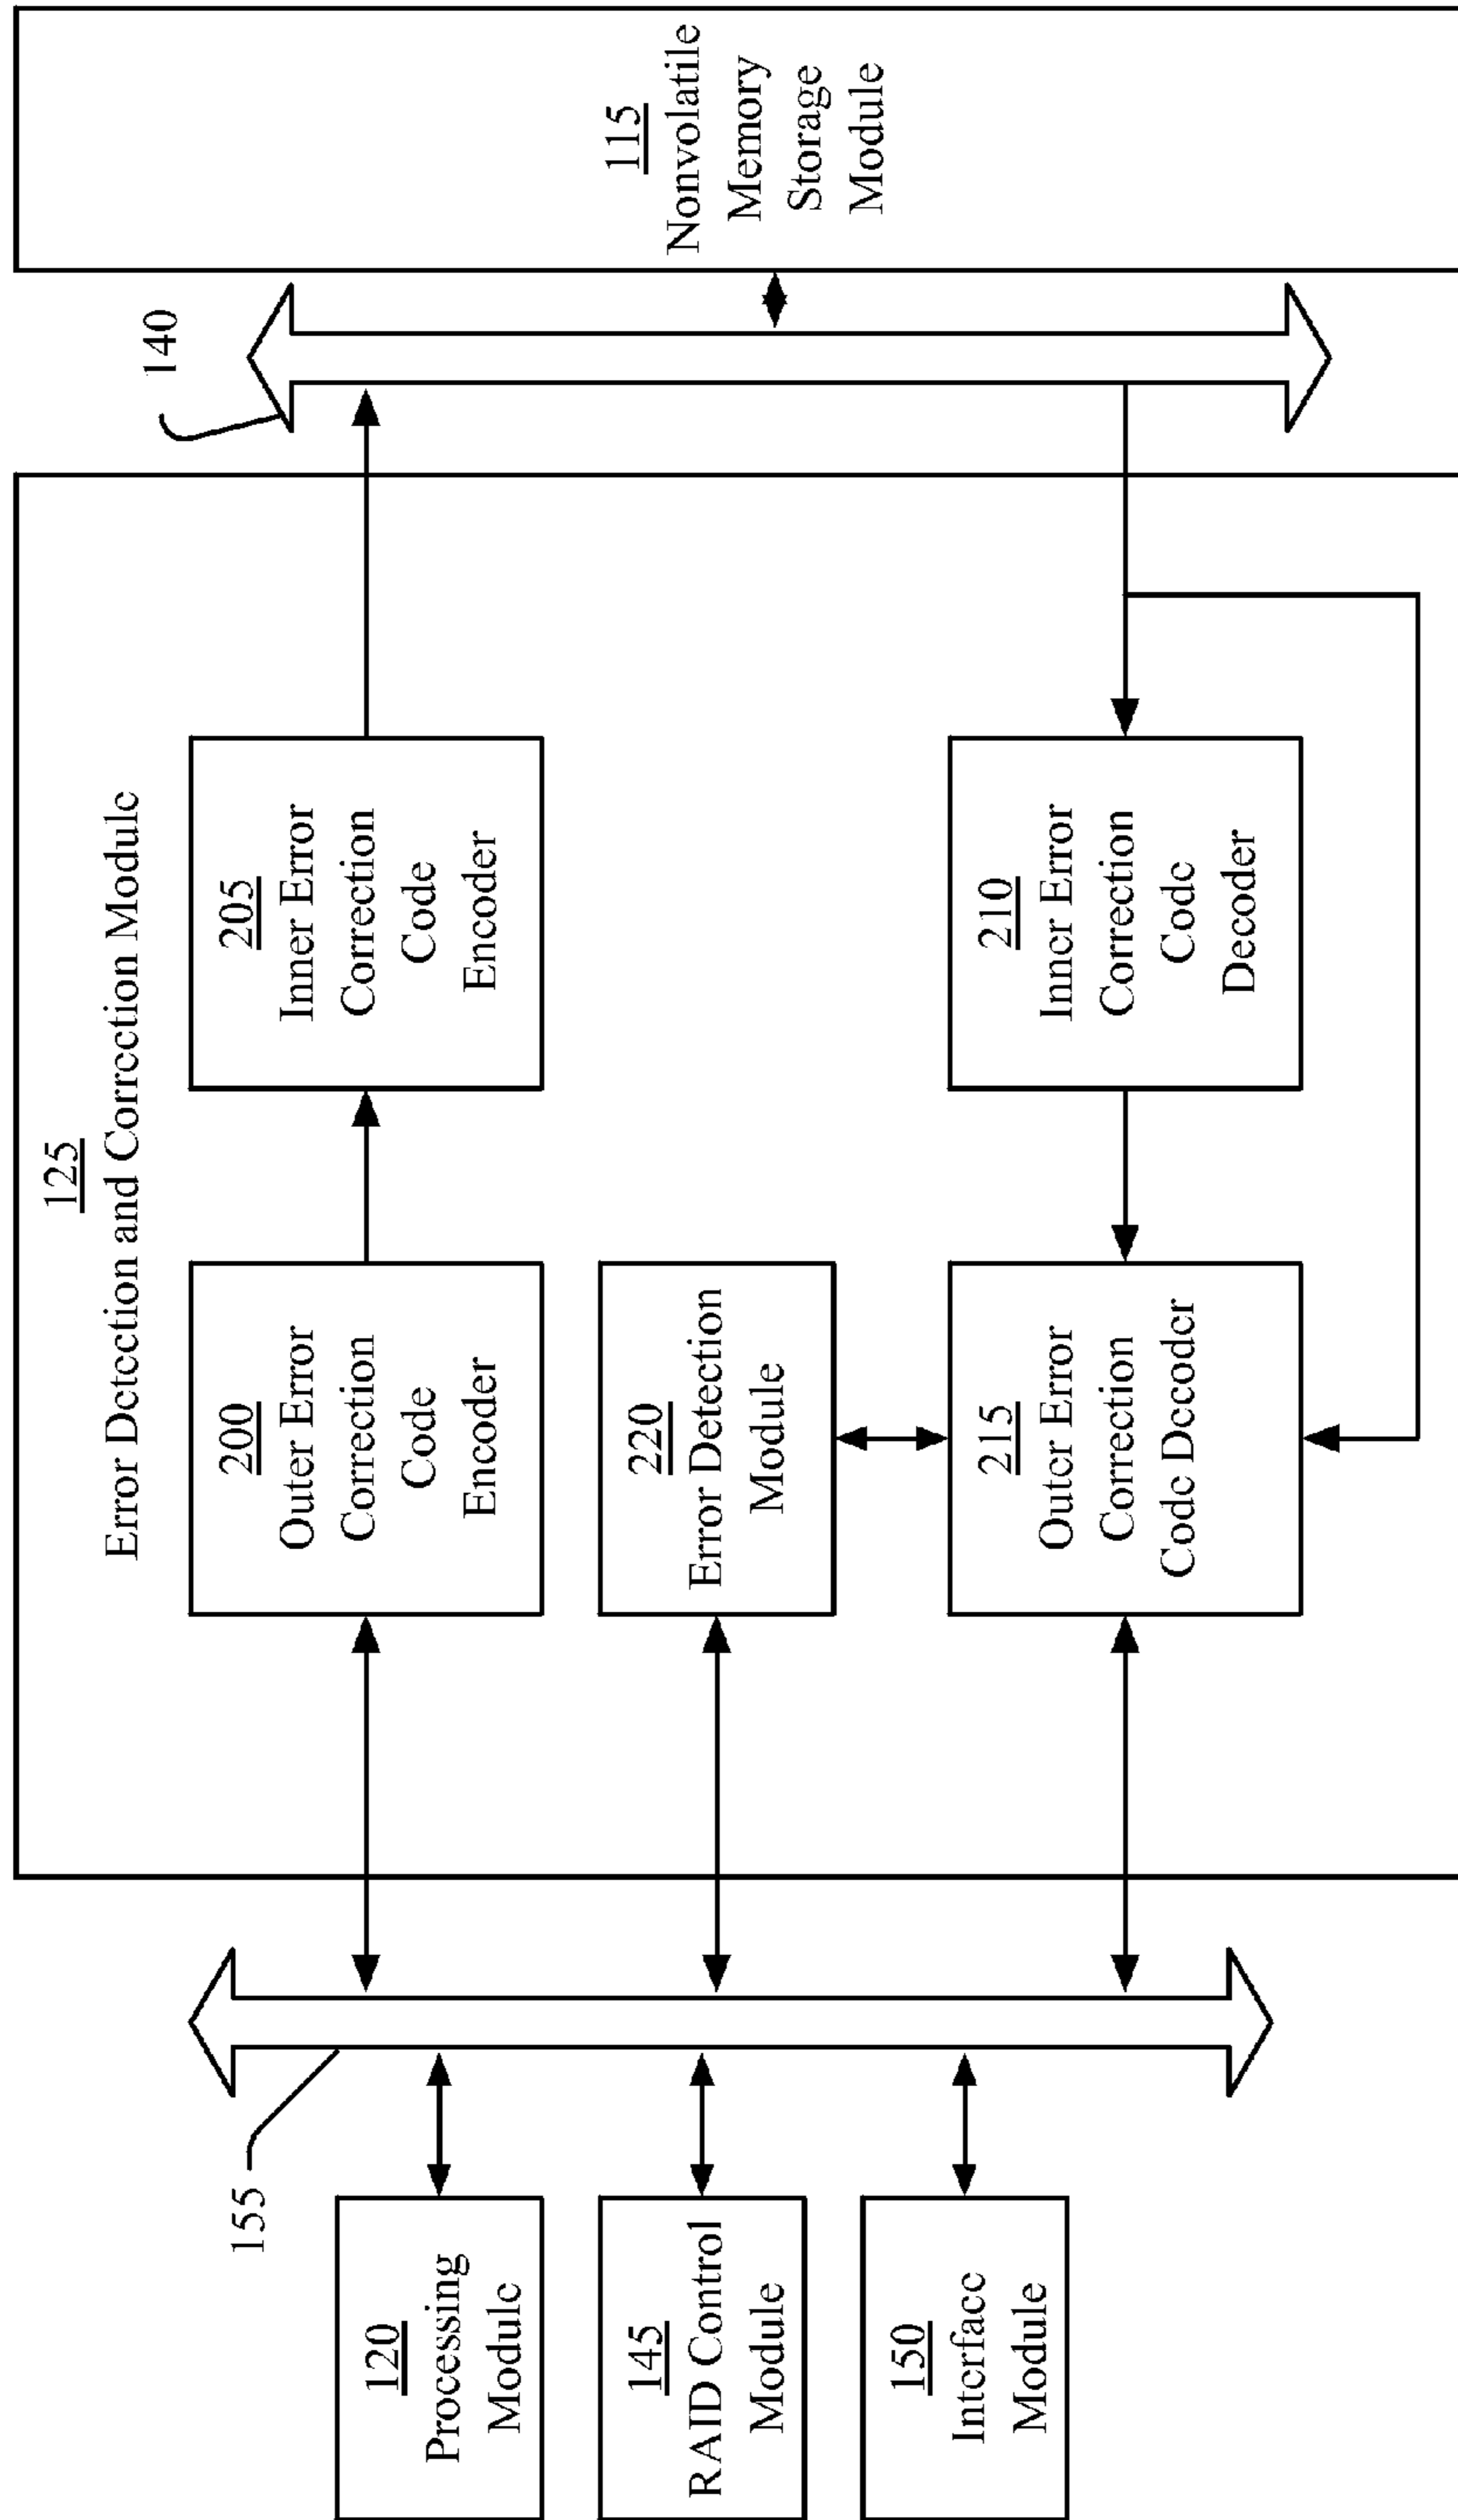 125
Error Detection and Correction Module
140
155
120
Processing
Module
145
RAID Control
Module
150
Interface
Module
200
Outer Error
Correction
Code
Encoder
205
Inner Error
Correction
Code
Encoder
220
Error Detection
Module
215
Outer Error
Correction
Code Decoder
210
Inner Error
Correction
Code
Decoder
115
Nonvolatile
Memory
Storage
Module